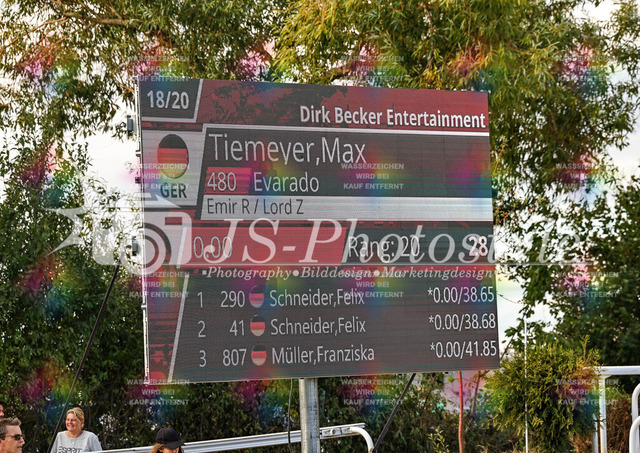 18/20
Dirk Becker Entertainment
GER
Tiemeyer,Max
480 Evarado
Emir R / Lord Z
0.00 Rang 20 98
JS-Photos
Photography • Bilddesign • Marketingdesign
1 290 Schneider,Felix *0.00/38.65
2 41 Schneider,Felix *0.00/38.68
3 807 Müller,Franziska *0.00/41.85
WASSERZEICHEN
WIRD BEI
KAUF ENTFERNT
ESPRIT